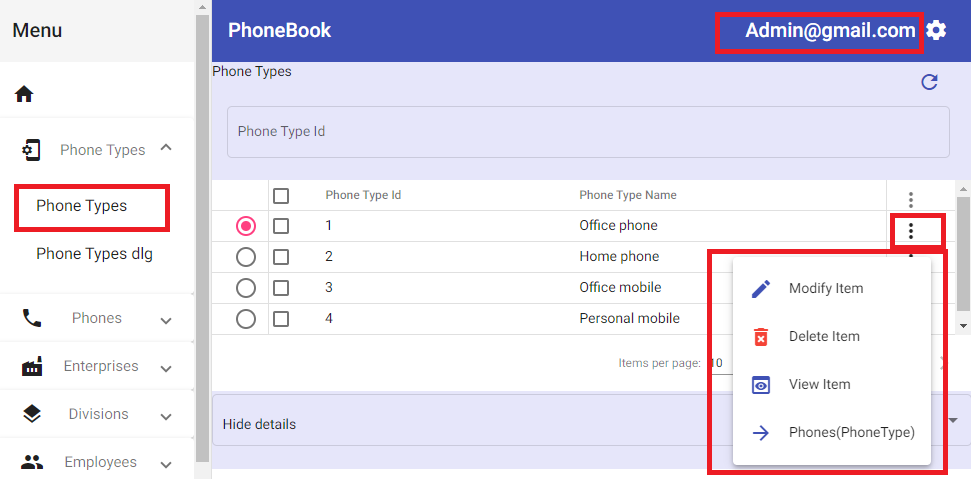 Menu
PhoneBook
Admin@gmail.com
Phone Types
Phone Types
Phone Types
Phone Types dlg
Phones
Enterprises
Divisions
Employees
Phone Type Id
Phone Type Id Phone Type Name
1 Office phone
2 Home phone
3 Office mobile
4 Personal mobile
Items per page: 10
Hide details
Modify Item
Delete Item
View Item
Phones(PhoneType)